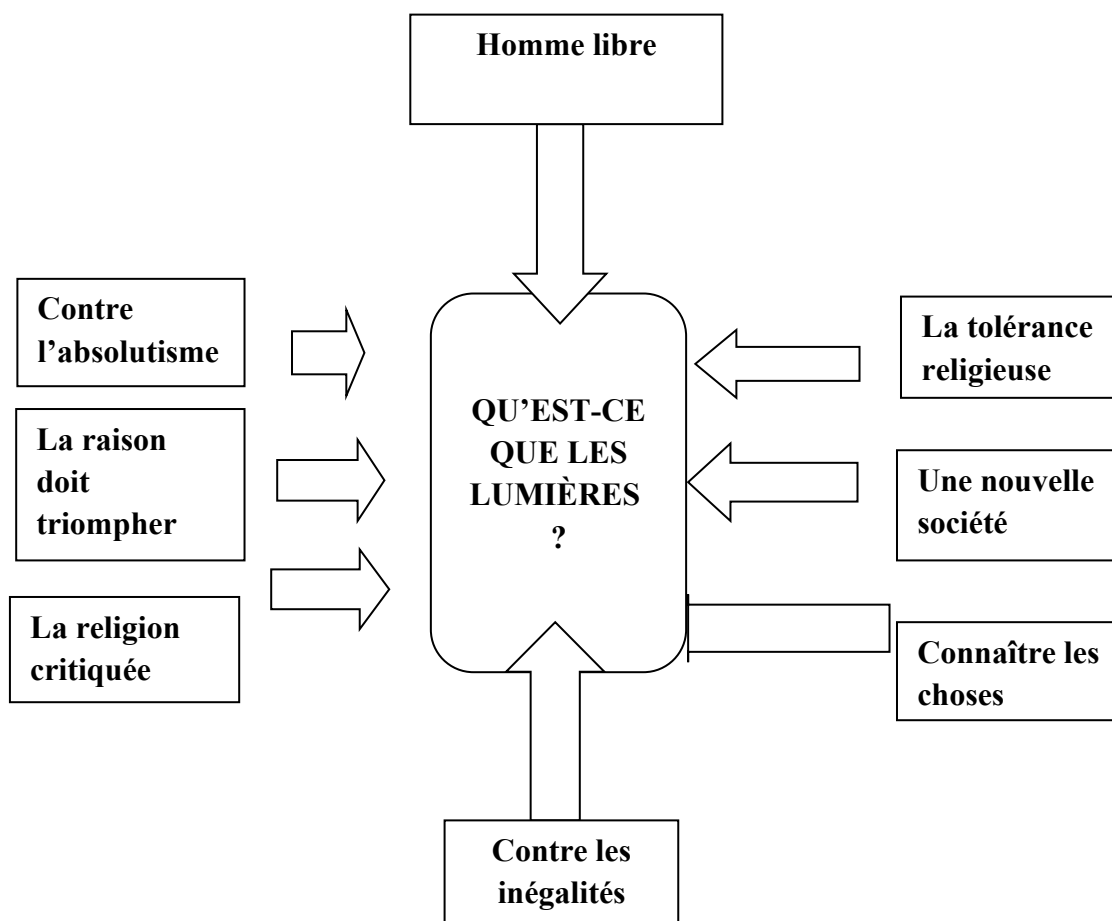 Homme libre
Contre
l’absolutisme
La raison
doit
triompher
La religion
critiquée
QU’EST-CE
QUE LES
LUMIÈRES
?
La tolérance
religieuse
Une nouvelle
société
Connaître les
choses
Contre les
inégalités